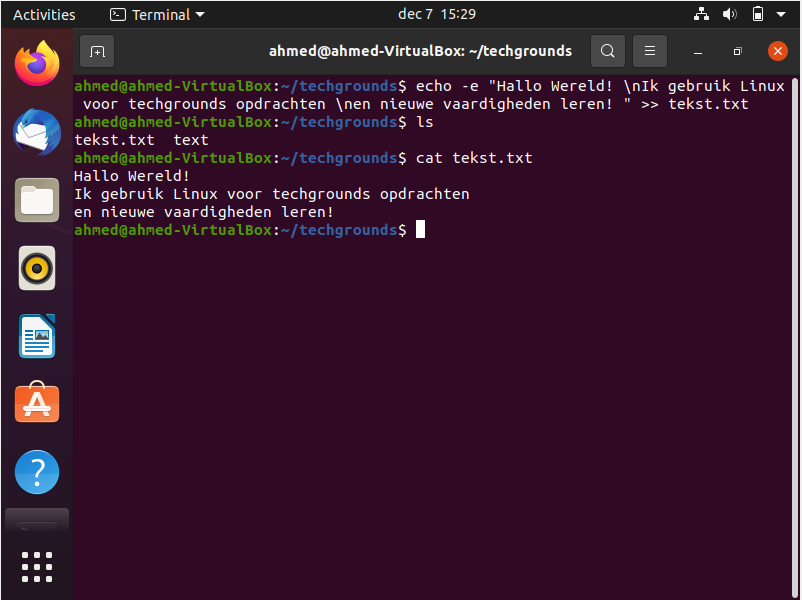 Activities Terminal dec 7 15:29
ahmed@ahmed-VirtualBox: ~/techgrounds
ahmed@ahmed-VirtualBox:~/techgrounds$ echo -e "Hallo Wereld! \nIk gebruik Linux
 voor techgrounds opdrachten \nen nieuwe vaardigheden leren! " >> tekst.txt
ahmed@ahmed-VirtualBox:~/techgrounds$ ls
tekst.txt  text
ahmed@ahmed-VirtualBox:~/techgrounds$ cat tekst.txt
Hallo Wereld!
Ik gebruik Linux voor techgrounds opdrachten
en nieuwe vaardigheden leren!
ahmed@ahmed-VirtualBox:~/techgrounds$